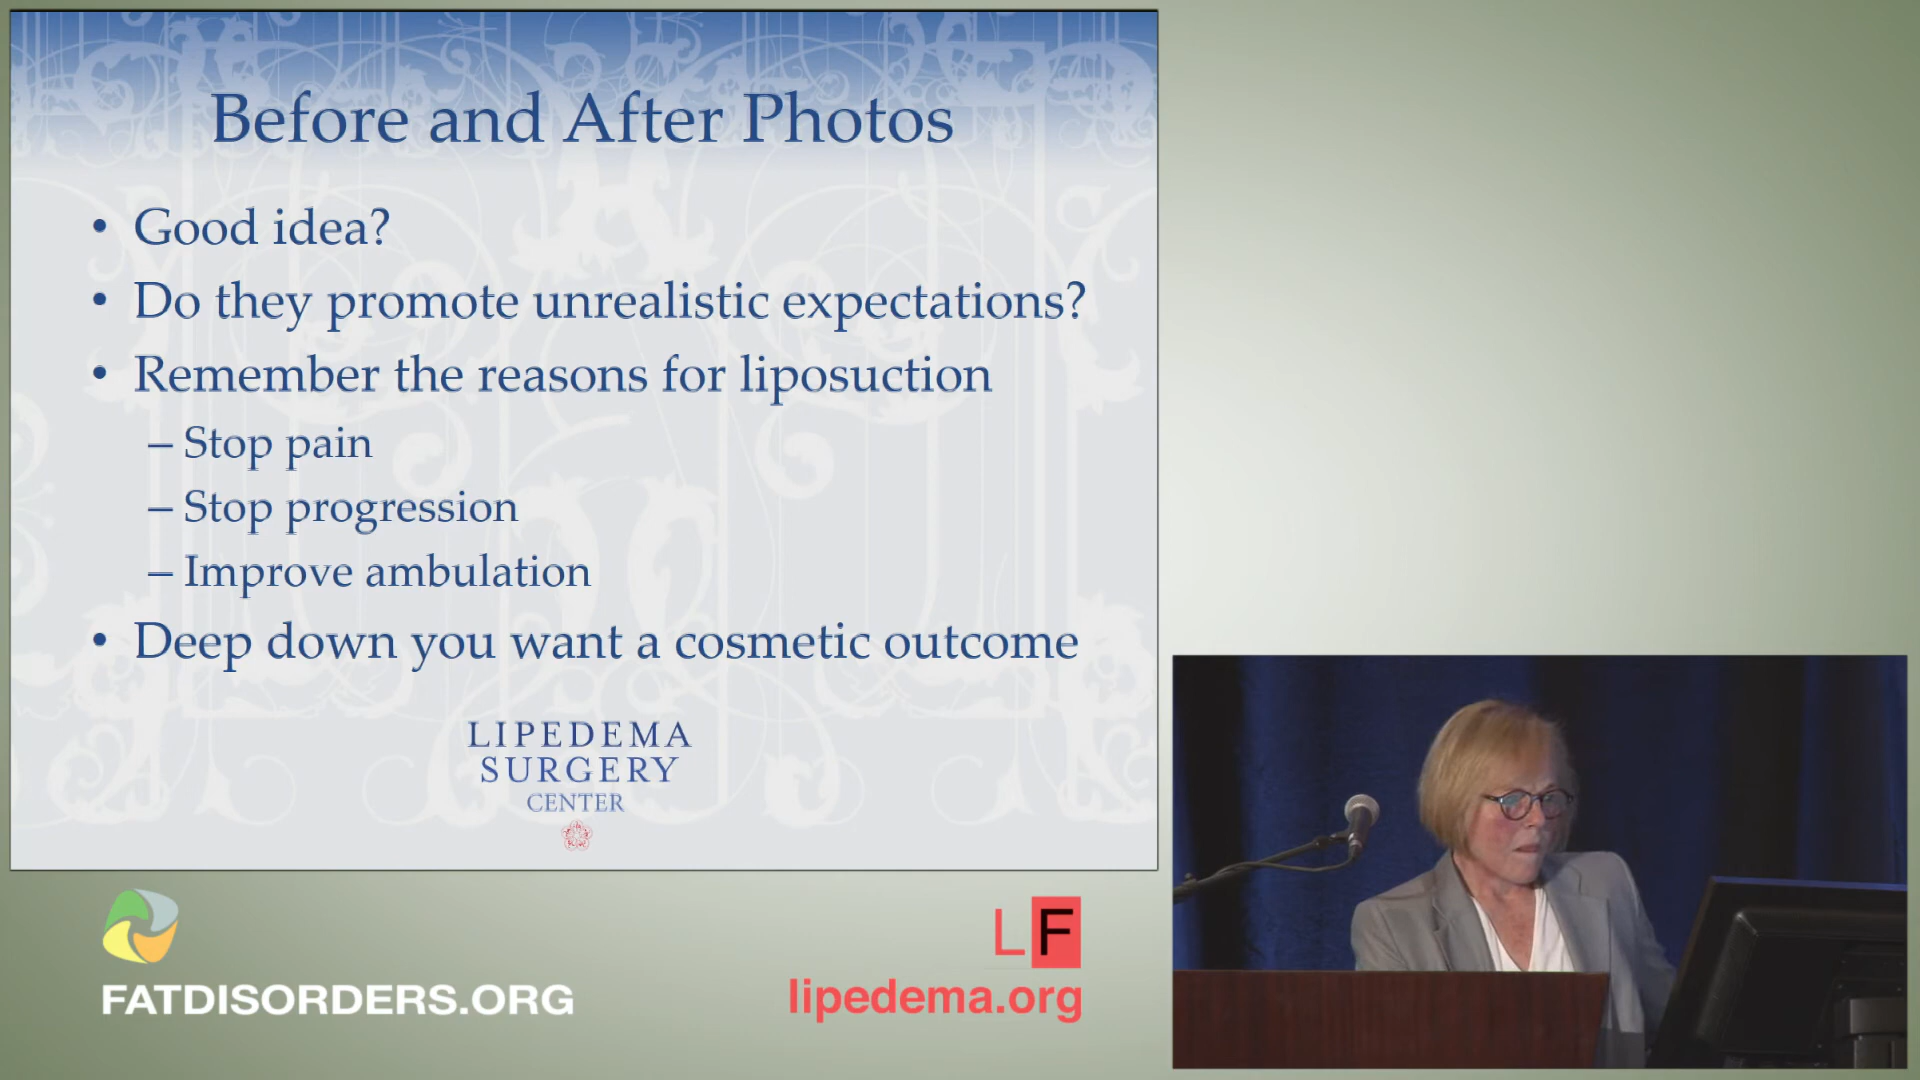 Before and After Photos
• Good idea?
• Do they promote unrealistic expectations?
• Remember the reasons for liposuction
– Stop pain
– Stop progression
– Improve ambulation
• Deep down you want a cosmetic outcome
LIPEDEMA
SURGERY
CENTER
FATDISORDERS.ORG
LF
lipedema.org